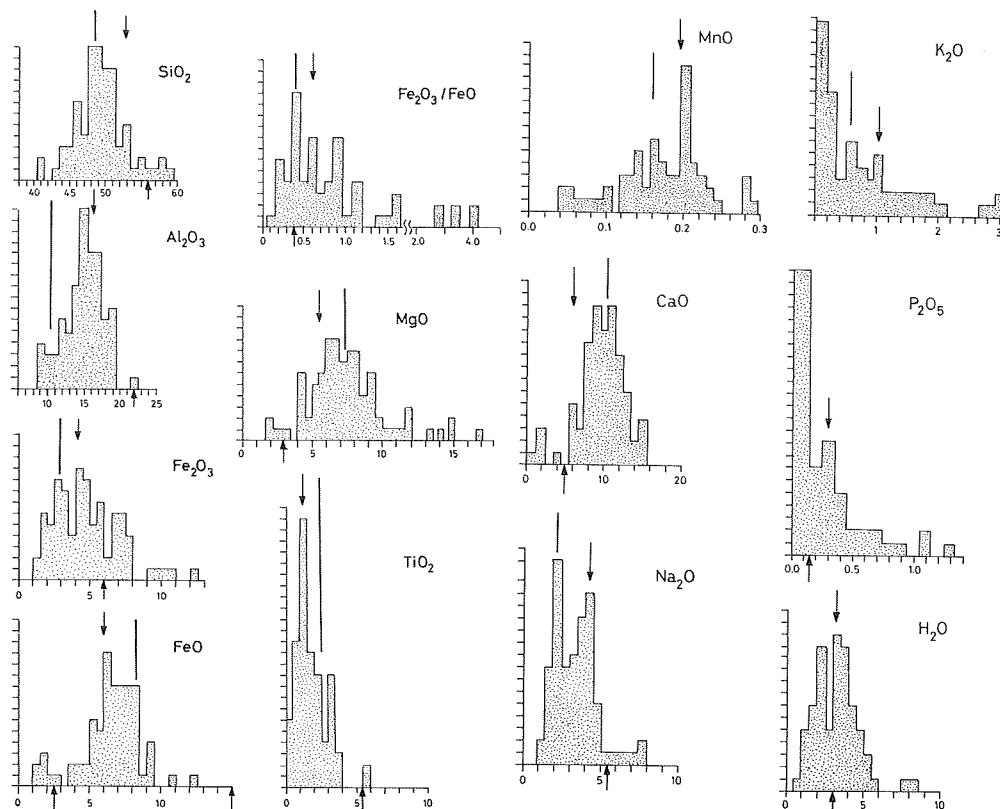 SiO₂
40 45 50 55 60
Fe₂O₃/FeO
0 0.5 1.0 1.5 2.0 4.0
MnO
0 0.1 0.2 0.3
K₂O
0 1 2 3
Al₂O₃
10 15 20 25
MgO
0 5 10 15
CaO
0 10 20
P₂O₅
0.0 0.5 1.0
Fe₂O₃
0 5 10
TiO₂
0 5 10
Na₂O
0 5 10
H₂O
0 5 10
FeO
0 5 10 15